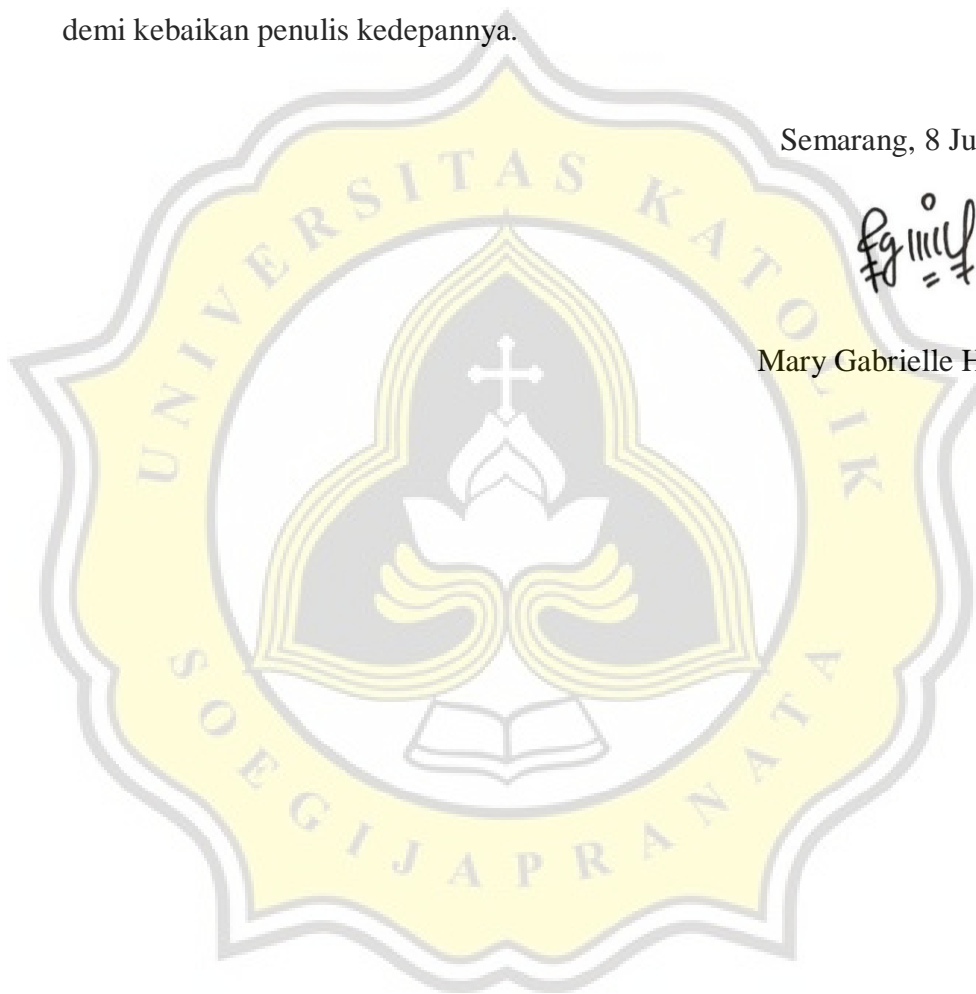 demi kebaikan penulis kedepannya.
Semarang, 8 Ju
Mary Gabrielle H
UNIVERSITAS KATOLIK
SOEGIJAPRANATA